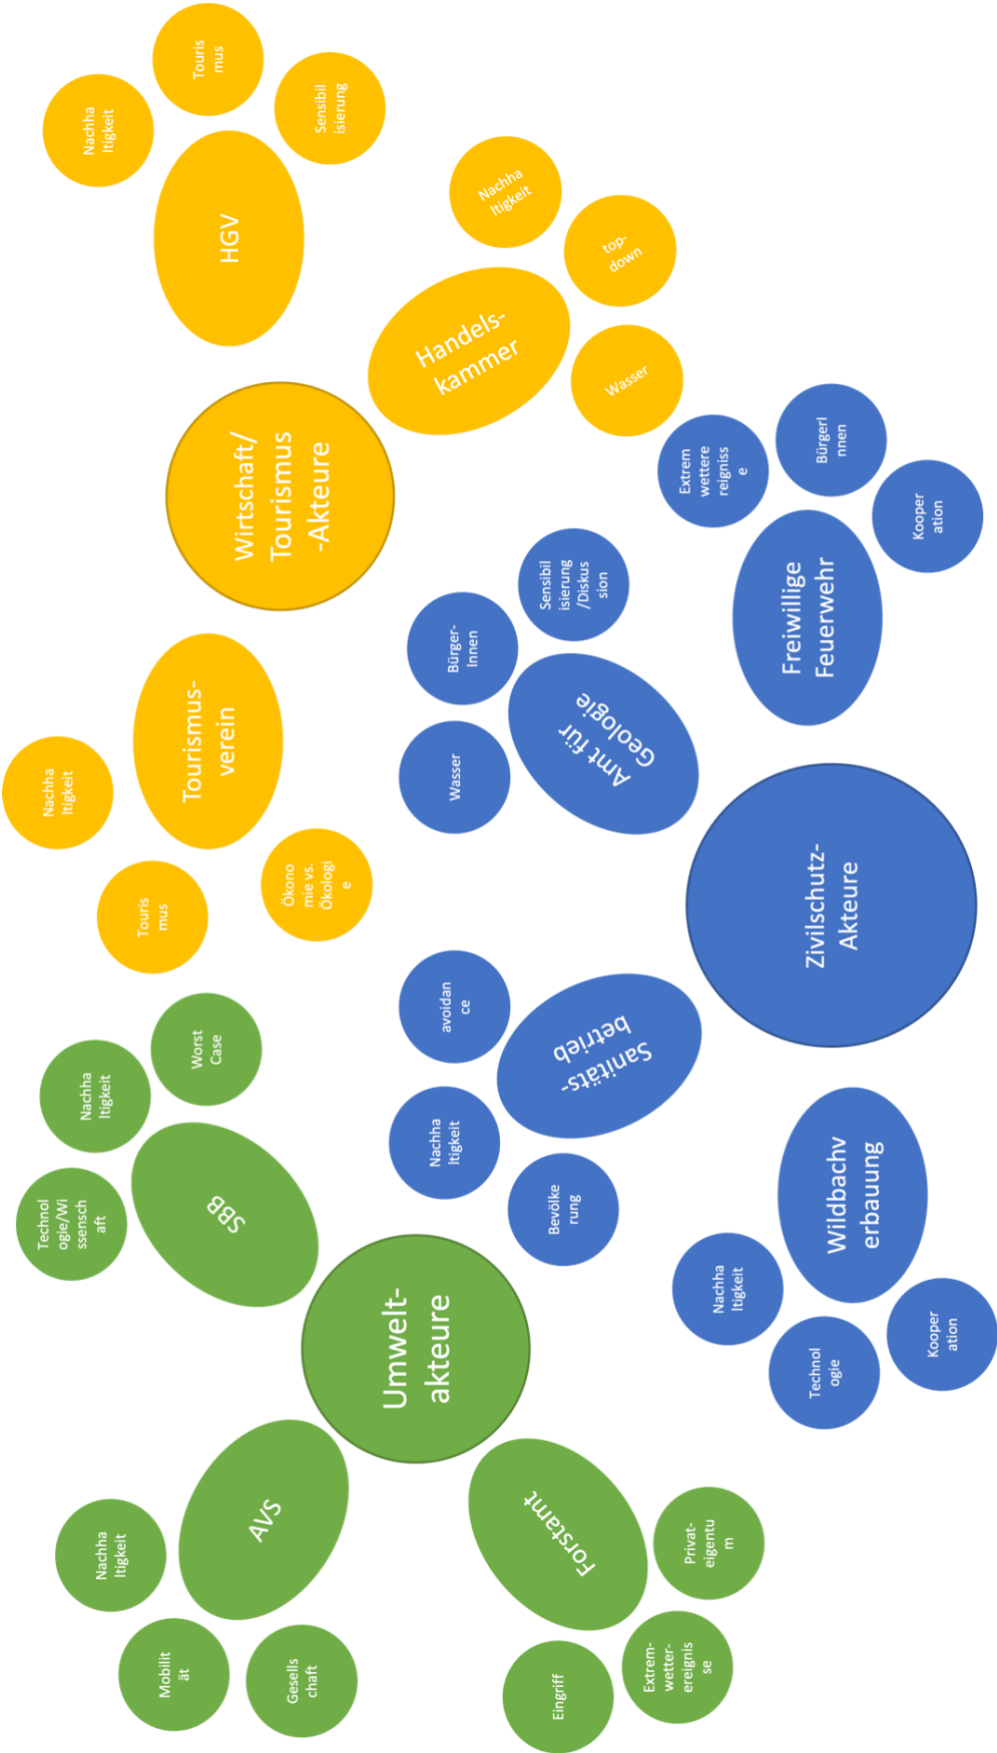 Wirtschaft/
Tourismus
-Akteure
HGV
Nachha
ltigkeit
Touris
mus
Sensibil
isierung
Handels-
kammer
Nachha
ltigkeit
top-
down
Wasser
Tourismus-
verein
Nachha
ltigkeit
Touris
mus
Ökono
mie vs.
Ökologi
e
Zivilschutz-
Akteure
Freiwillige
Feuerwehr
Extrem
wettere
reigniss
e
BürgerI
nnen
Kooper
ation
Amt für
Geologie
Sensibil
isierung
/Diskus
sion
Bürger-
Innen
Wasser
Sanitäts-
betrieb
avoidan
ce
Nachha
ltigkeit
Bevölke
rung
Wildbachv
erbauung
Nachha
ltigkeit
Technol
ogie
Kooper
ation
Umwelt-
akteure
SBB
Worst
Case
Nachha
ltigkeit
Technol
ogie/Wi
ssensch
aft
AVS
Nachha
ltigkeit
Mobilit
ät
Gesells
chaft
Forstamt
Eingriff
Extrem-
wetter-
ereignis
se
Privat-
eigentu
m